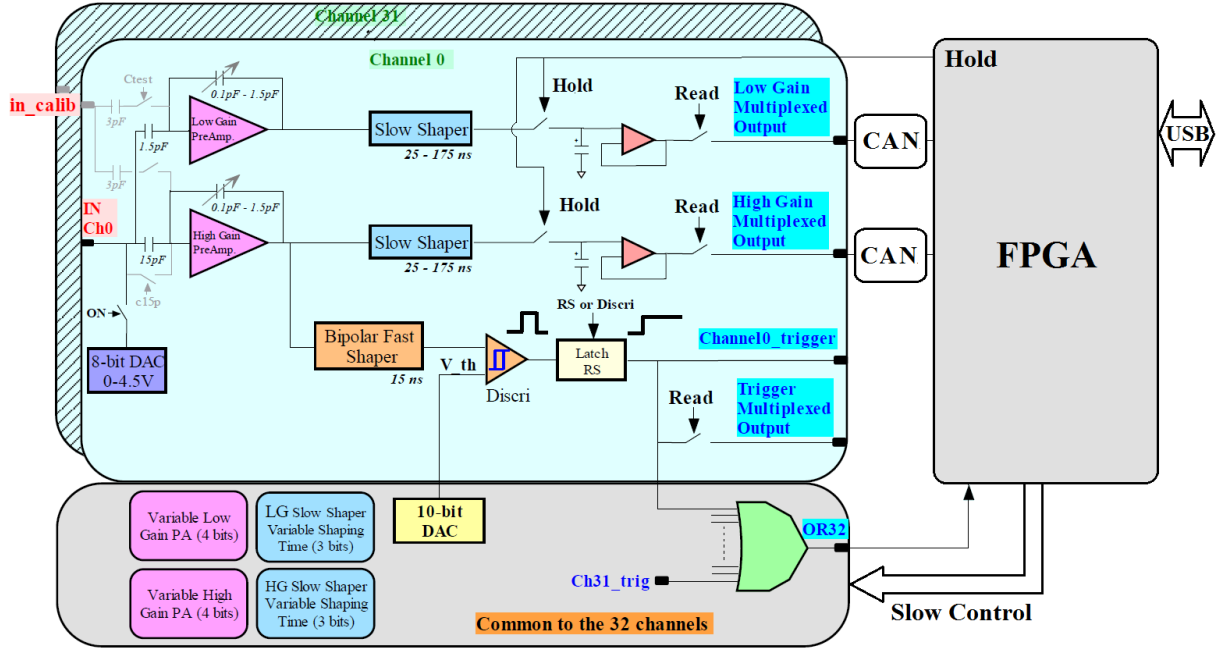 Channel 31
Channel 0
Hold
in_calib
Ctest
3pF
1.5pF
0.1pF - 1.5pF
Low Gain
PreAmp.
Slow Shaper
25 - 175 ns
Hold
Read
Low Gain
Multiplexed
Output
CAN
USB
3pF
IN
Ch0
0.1pF - 1.5pF
High Gain
PreAmp.
15pF
c15p
Slow Shaper
25 - 175 ns
Hold
Read
High Gain
Multiplexed
Output
CAN
FPGA
ON
8-bit DAC
0-4.5V
Bipolar Fast
Shaper
15 ns
V_th
Discri
RS or Discri
Latch
RS
Channel0_trigger
Read
Trigger
Multiplexed
Output
Variable Low
Gain PA (4 bits)
LG Slow Shaper
Variable Shaping
Time (3 bits)
10-bit
DAC
OR32
Variable High
Gain PA (4 bits)
HG Slow Shaper
Variable Shaping
Time (3 bits)
Ch31_trig
Common to the 32 channels
Slow Control